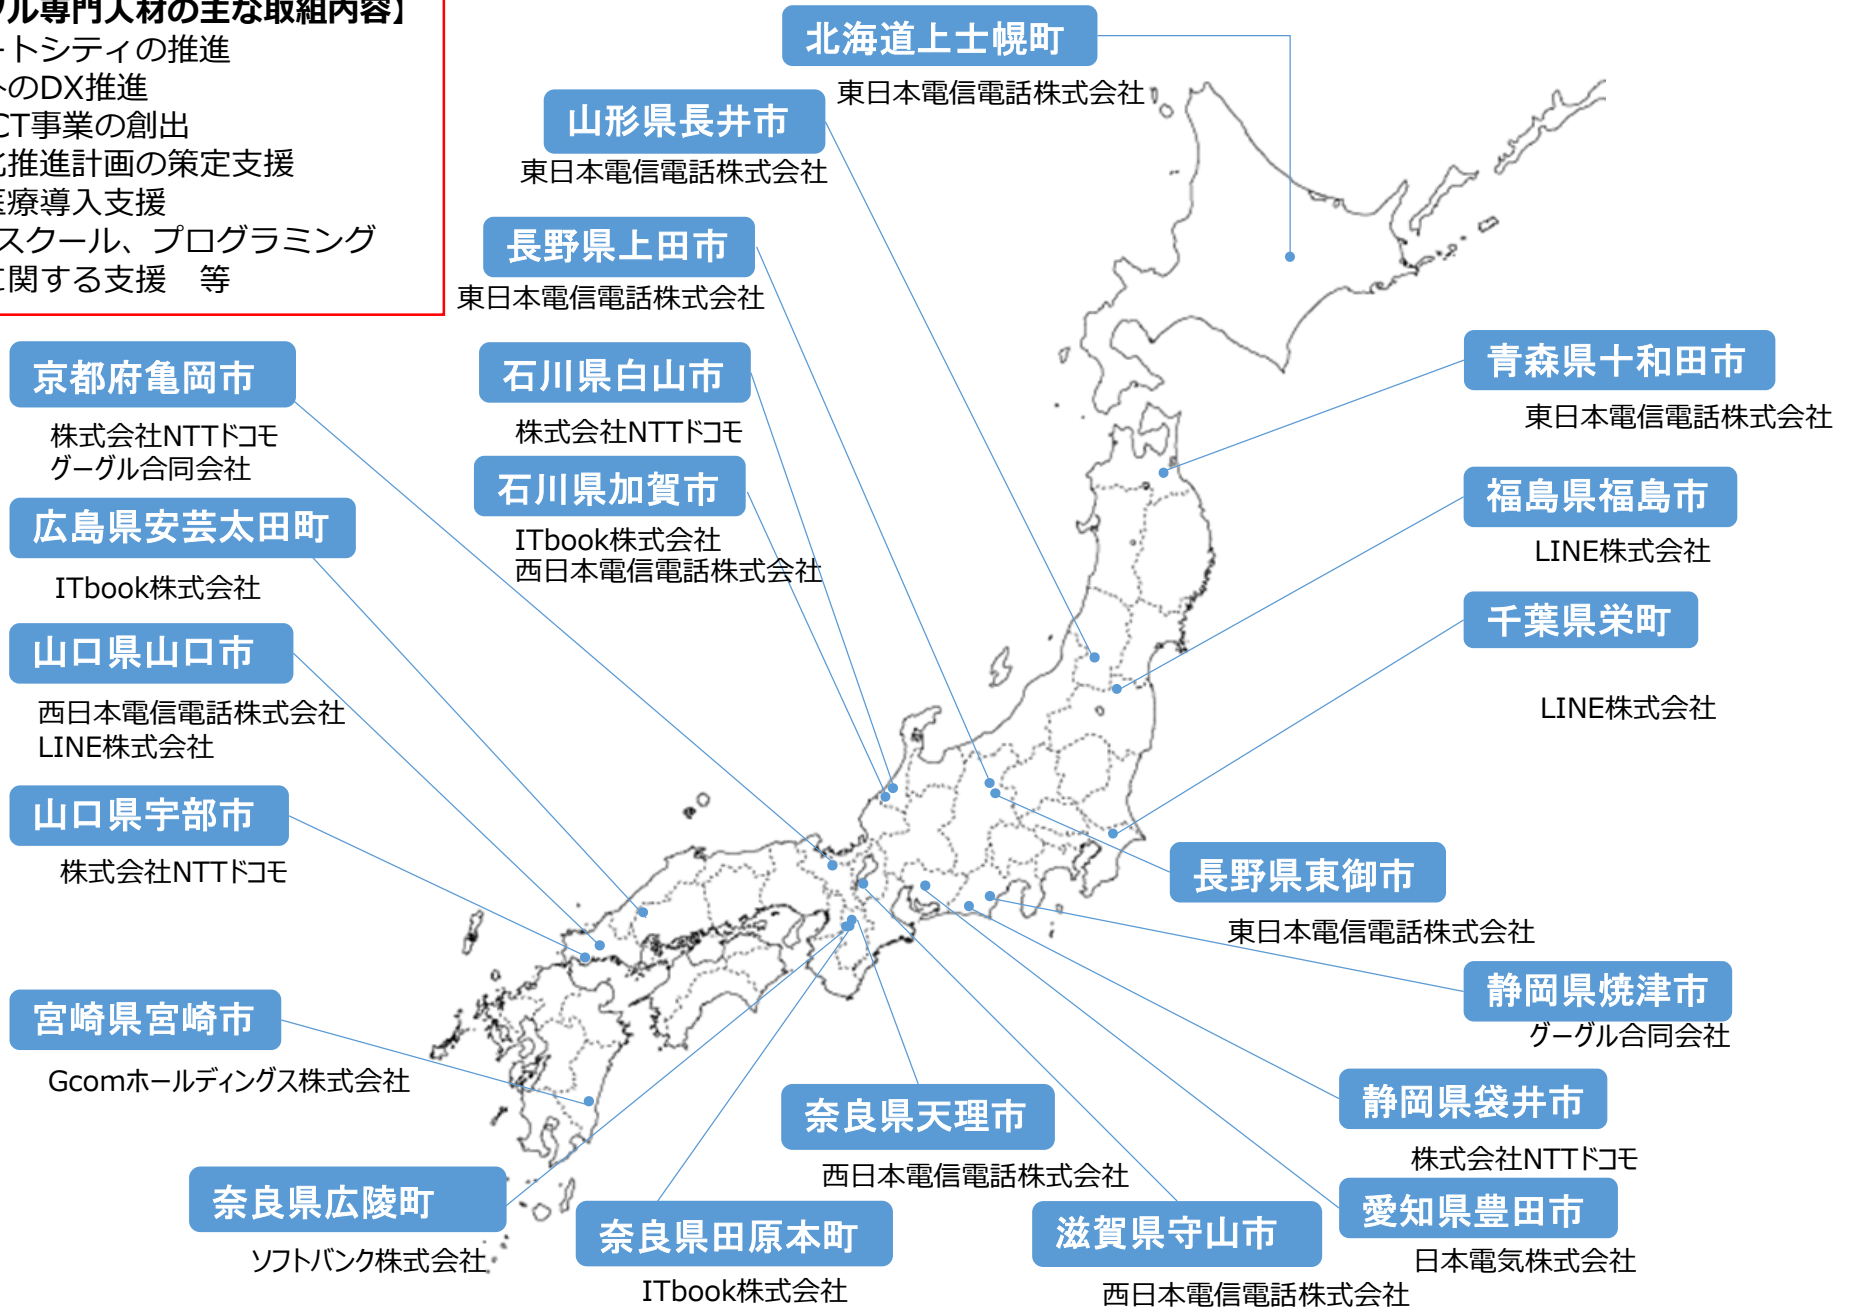 ル専門人材の主な取組内容】
ートシティの推進
のDX推進
CT事業の創出
推進計画の策定支援
医療導入支援
スクール、プログラミング
に関する支援　等
北海道上士幌町
東日本電信電話株式会社
山形県長井市
東日本電信電話株式会社
長野県上田市
東日本電信電話株式会社
京都府亀岡市
株式会社NTTドコモ
グーグル合同会社
石川県白山市
株式会社NTTドコモ
石川県加賀市
ITbook株式会社
西日本電信電話株式会社
青森県十和田市
東日本電信電話株式会社
福島県福島市
LINE株式会社
千葉県栄町
LINE株式会社
広島県安芸太田町
ITbook株式会社
山口県山口市
西日本電信電話株式会社
LINE株式会社
山口県宇部市
株式会社NTTドコモ
長野県東御市
東日本電信電話株式会社
静岡県焼津市
グーグル合同会社
宮崎県宮崎市
Gcomホールディングス株式会社
静岡県袋井市
株式会社NTTドコモ
奈良県天理市
西日本電信電話株式会社
愛知県豊田市
日本電気株式会社
奈良県広陵町
ソフトバンク株式会社
奈良県田原本町
ITbook株式会社
滋賀県守山市
西日本電信電話株式会社